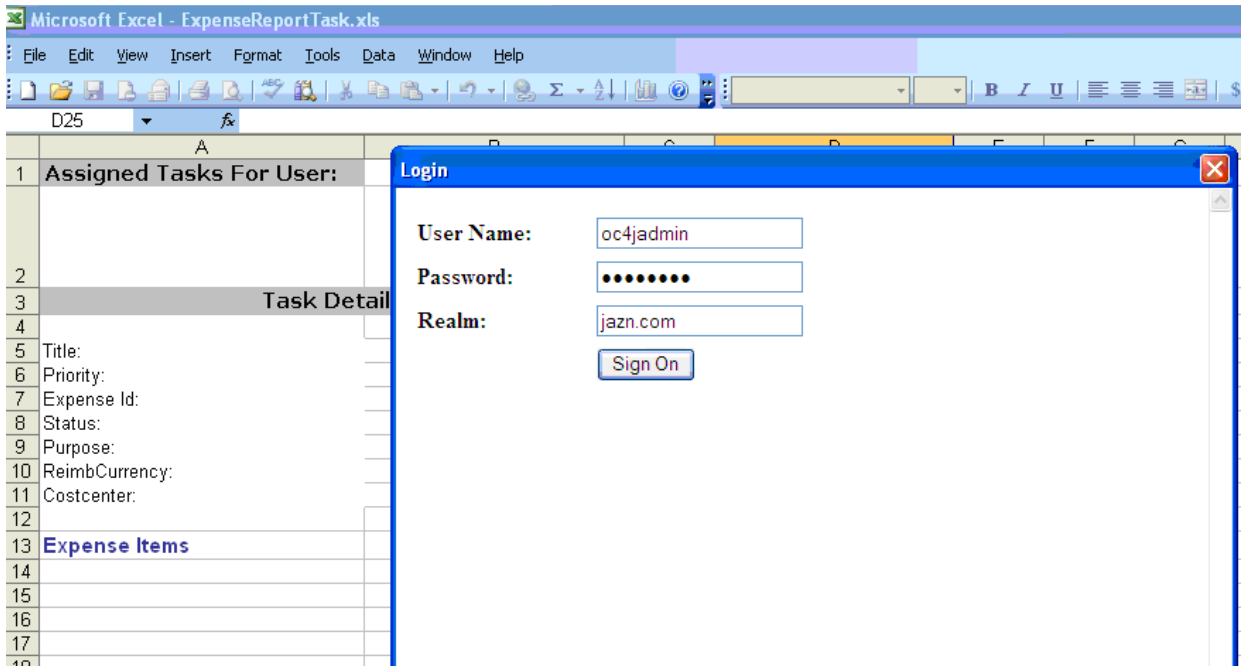 Microsoft Excel - ExpenseReportTask.xls
File Edit View Insert Format Tools Data Window Help
ABC Σ A Z B I U a $
D25 fx
A
1 Assigned Tasks For User:
Login
User Name: oc4jadmin
2 Password: ••••••••
3 Task Detail
4 Realm: jazn.com
5 Title:
Sign On
6 Priority:
7 Expense Id:
8 Status:
9 Purpose:
10 ReimbCurrency:
11 Costcenter:
12
13 Expense Items
14
15
16
17